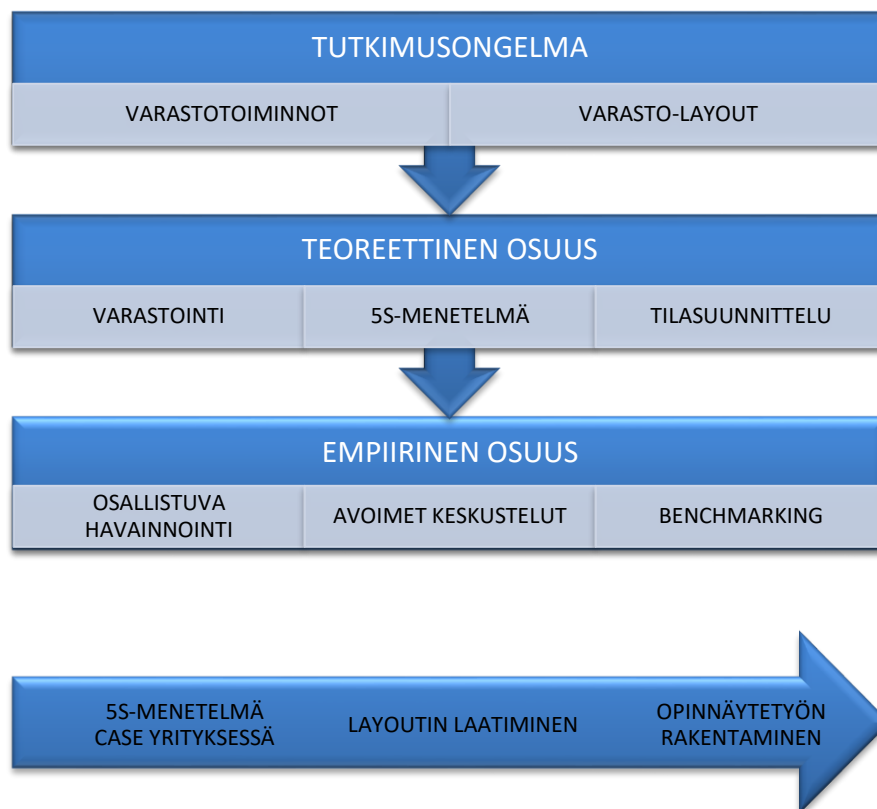 TUTKIMUSONGELMA
VARASTOTOIMINNOT
VARASTO-LAYOUT
TEOREETTINEN OSUUS
VARASTOINTI
5S-MENETELMÄ
TILASUUNNITTELU
EMPIIRINEN OSUUS
OSALLISTUVA
HAVAINNOINTI
AVOIMET KESKUSTELUT
BENCHMARKING
5S-MENETELMÄ
CASE YRITYKSESSÄ
LAYOUTIN LAATIMINEN
OPINNÄYTETYÖN
RAKENTAMINEN